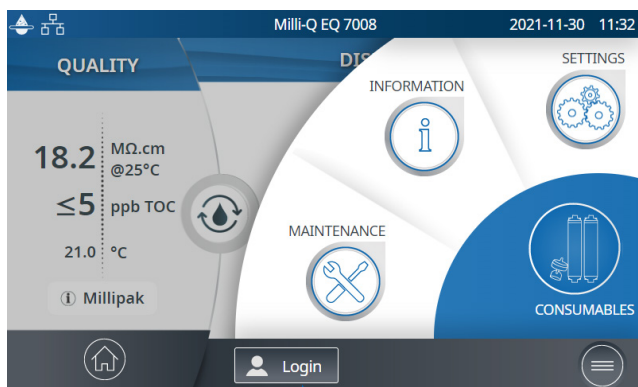 Milli-Q EQ 7008
2021-11-30 11:32
QUALITY
DIS
INFORMATION
SETTINGS
18.2 MΩ.cm
@25°C
≤5 ppb TOC
21.0 °C
i Millipak
MAINTENANCE
CONSUMABLES
Login